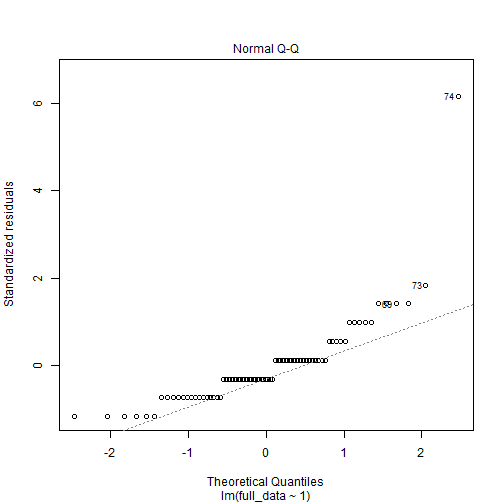 Normal Q-Q
6
4
2
0
Standardized residuals
74
73
-2
-1
0
1
2
Theoretical Quantiles
lm(full_data ~ 1)